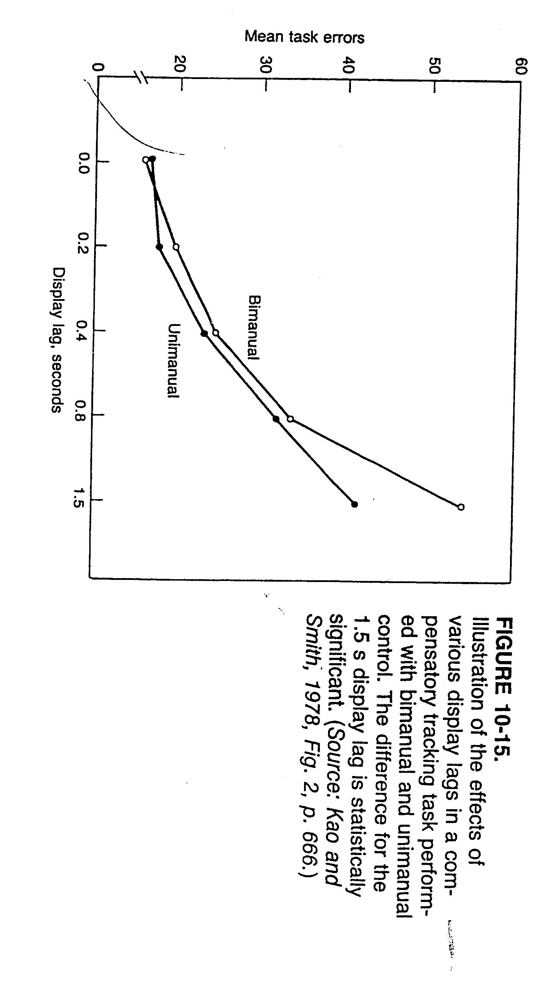 Mean task errors
60
50
40
30
20
0
Bimanual
Unimanual
0.0 0.2 0.4 0.8 1.5
Display lag, seconds
FIGURE 10-15.
Illustration of the effects of
various display lags in a com-
pensatory tracking task perform-
ed with bimanual and unimanual
control. The difference for the
1.5 s display lag is statistically
significant. (Source: Kao and
Smith, 1978, Fig. 2, p. 666.)